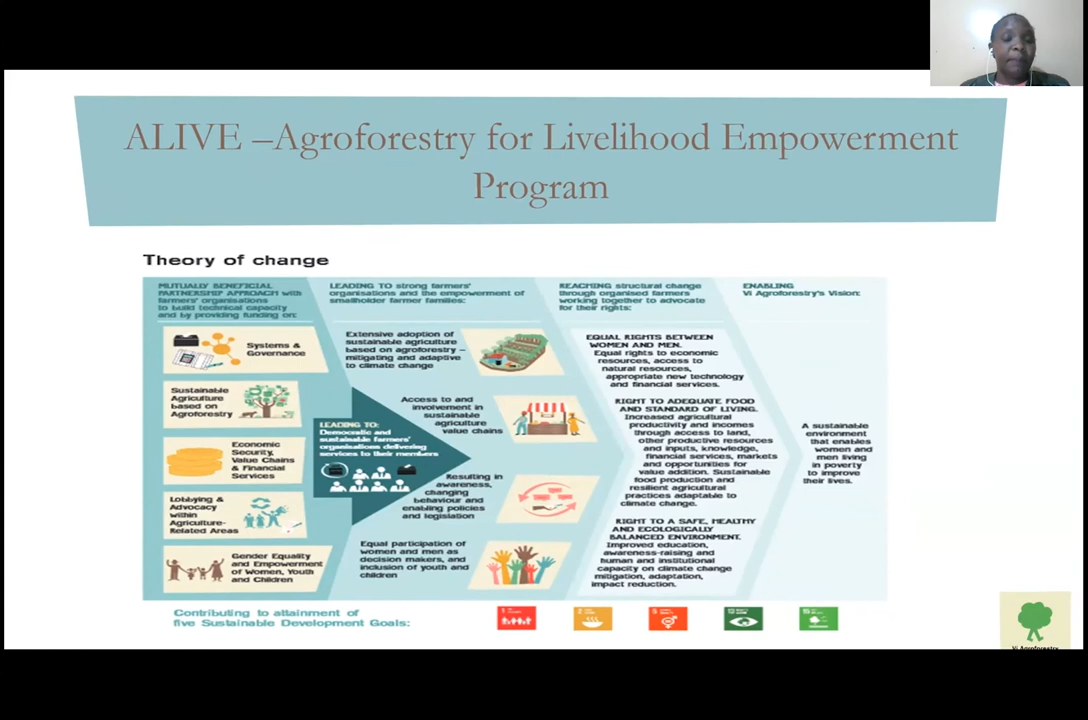 ALIVE –Agroforestry for Livelihood Empowerment
Program
Theory of change
MUTUALLY BENEFICIAL
PARTNERSHIP APPROACH with
farmers' organisations
to build technical capacity
and by providing funding on:
LEADING TO strong farmers'
organisations and the empowerment of
smallholder farmer families:
REACHING structural change
through organised farmers
working together to advocate
for their rights:
ENABLING
Vi Agroforestry's Vision:
Systems &
Governance
Sustainable
Agriculture
based on
Agroforestry
Economic
Security,
Value Chains
& Financial
Services
Lobbying &
Advocacy
within
Agriculture-
Related Areas
Gender Equality
and Empowerment
of Women, Youth
and Children
LEADING TO:
Democratic and
sustainable farmers'
organisations delivering
services to their members
Extensive adoption of
sustainable agriculture
based on agroforestry –
mitigating and adaptive
to climate change
Access to and
involvement in
sustainable
agriculture
value chains
Resulting in
awareness,
changing
behaviour and
enabling policies
and legislation
Equal participation of
women and men as
decision makers, and
inclusion of youth and
children
EQUAL RIGHTS BETWEEN
WOMEN AND MEN.
Equal rights to economic
resources, access to
natural resources,
appropriate new technology
and financial services.
RIGHT TO ADEQUATE FOOD
AND STANDARD OF LIVING.
Increased agricultural
productivity and incomes
through access to land,
other productive resources
and inputs, knowledge,
financial services, markets
and opportunities for
value addition. Sustainable
food production and
resilient agricultural
practices adaptable to
climate change.
RIGHT TO A SAFE, HEALTHY
AND ECOLOGICALLY
BALANCED ENVIRONMENT.
Improved education,
awareness-raising and
human and institutional
capacity on climate change
mitigation, adaptation,
impact reduction.
A sustainable
environment
that enables
women and
men living
in poverty
to improve
their lives.
Contributing to attainment of
five Sustainable Development Goals:
Vi Agroforestry